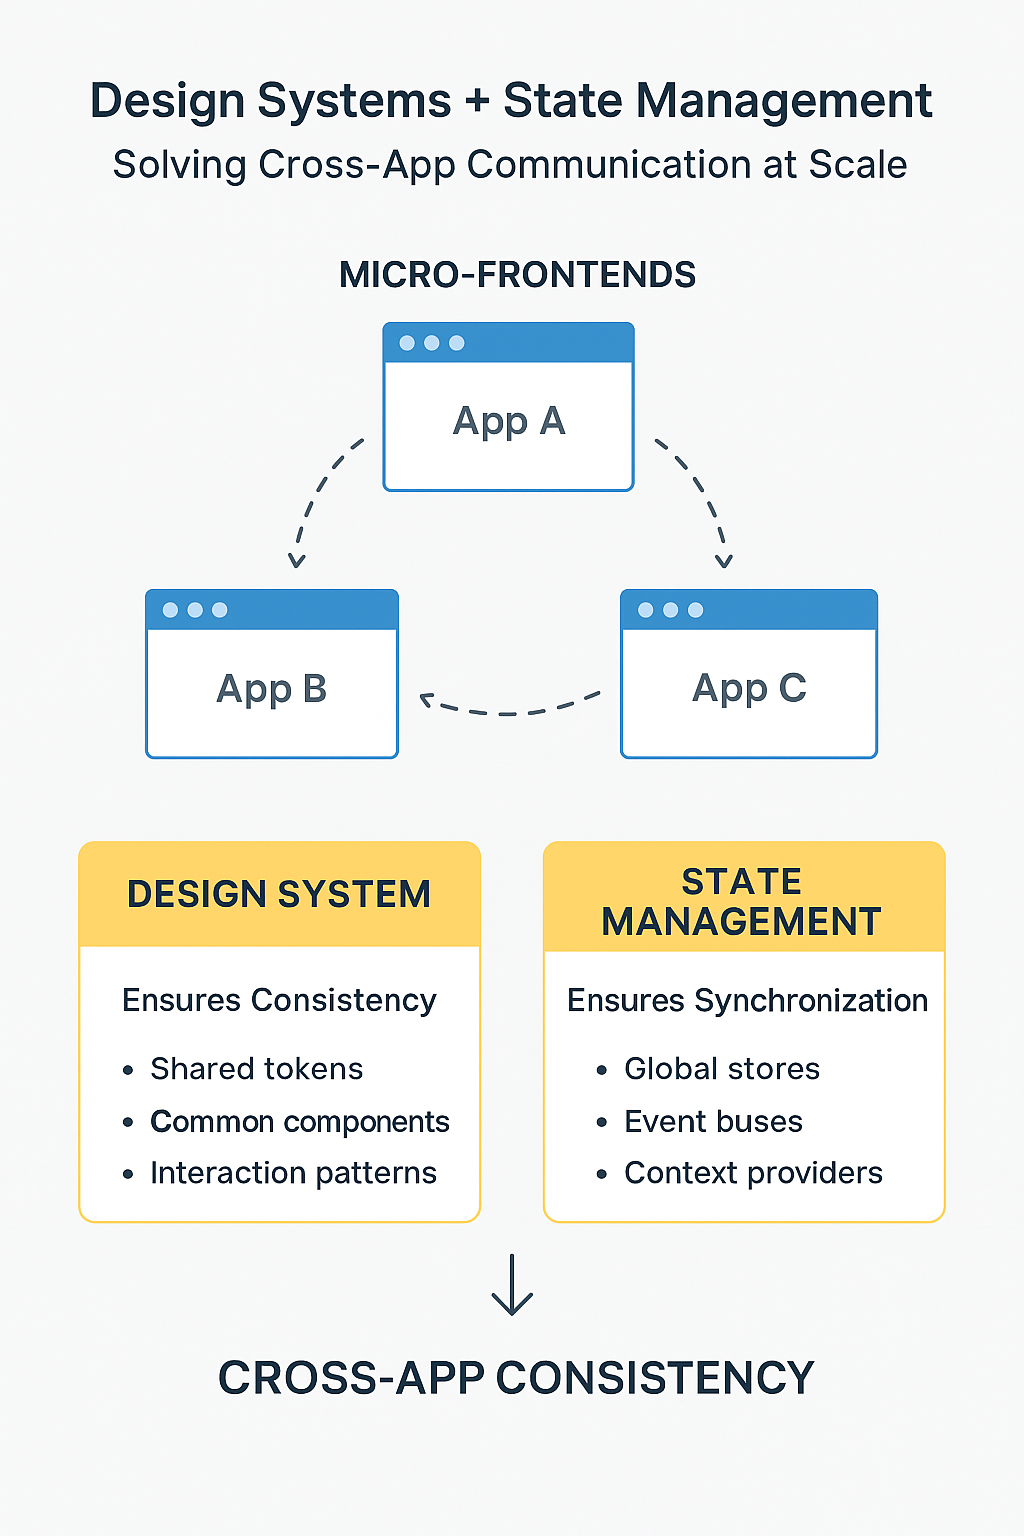 Design Systems + State Management
Solving Cross-App Communication at Scale
MICRO-FRONTENDS
App A
App B
App C
DESIGN SYSTEM
Ensures Consistency
• Shared tokens
• Common components
• Interaction patterns
STATE
MANAGEMENT
Ensures Synchronization
• Global stores
• Event buses
• Context providers
CROSS-APP CONSISTENCY